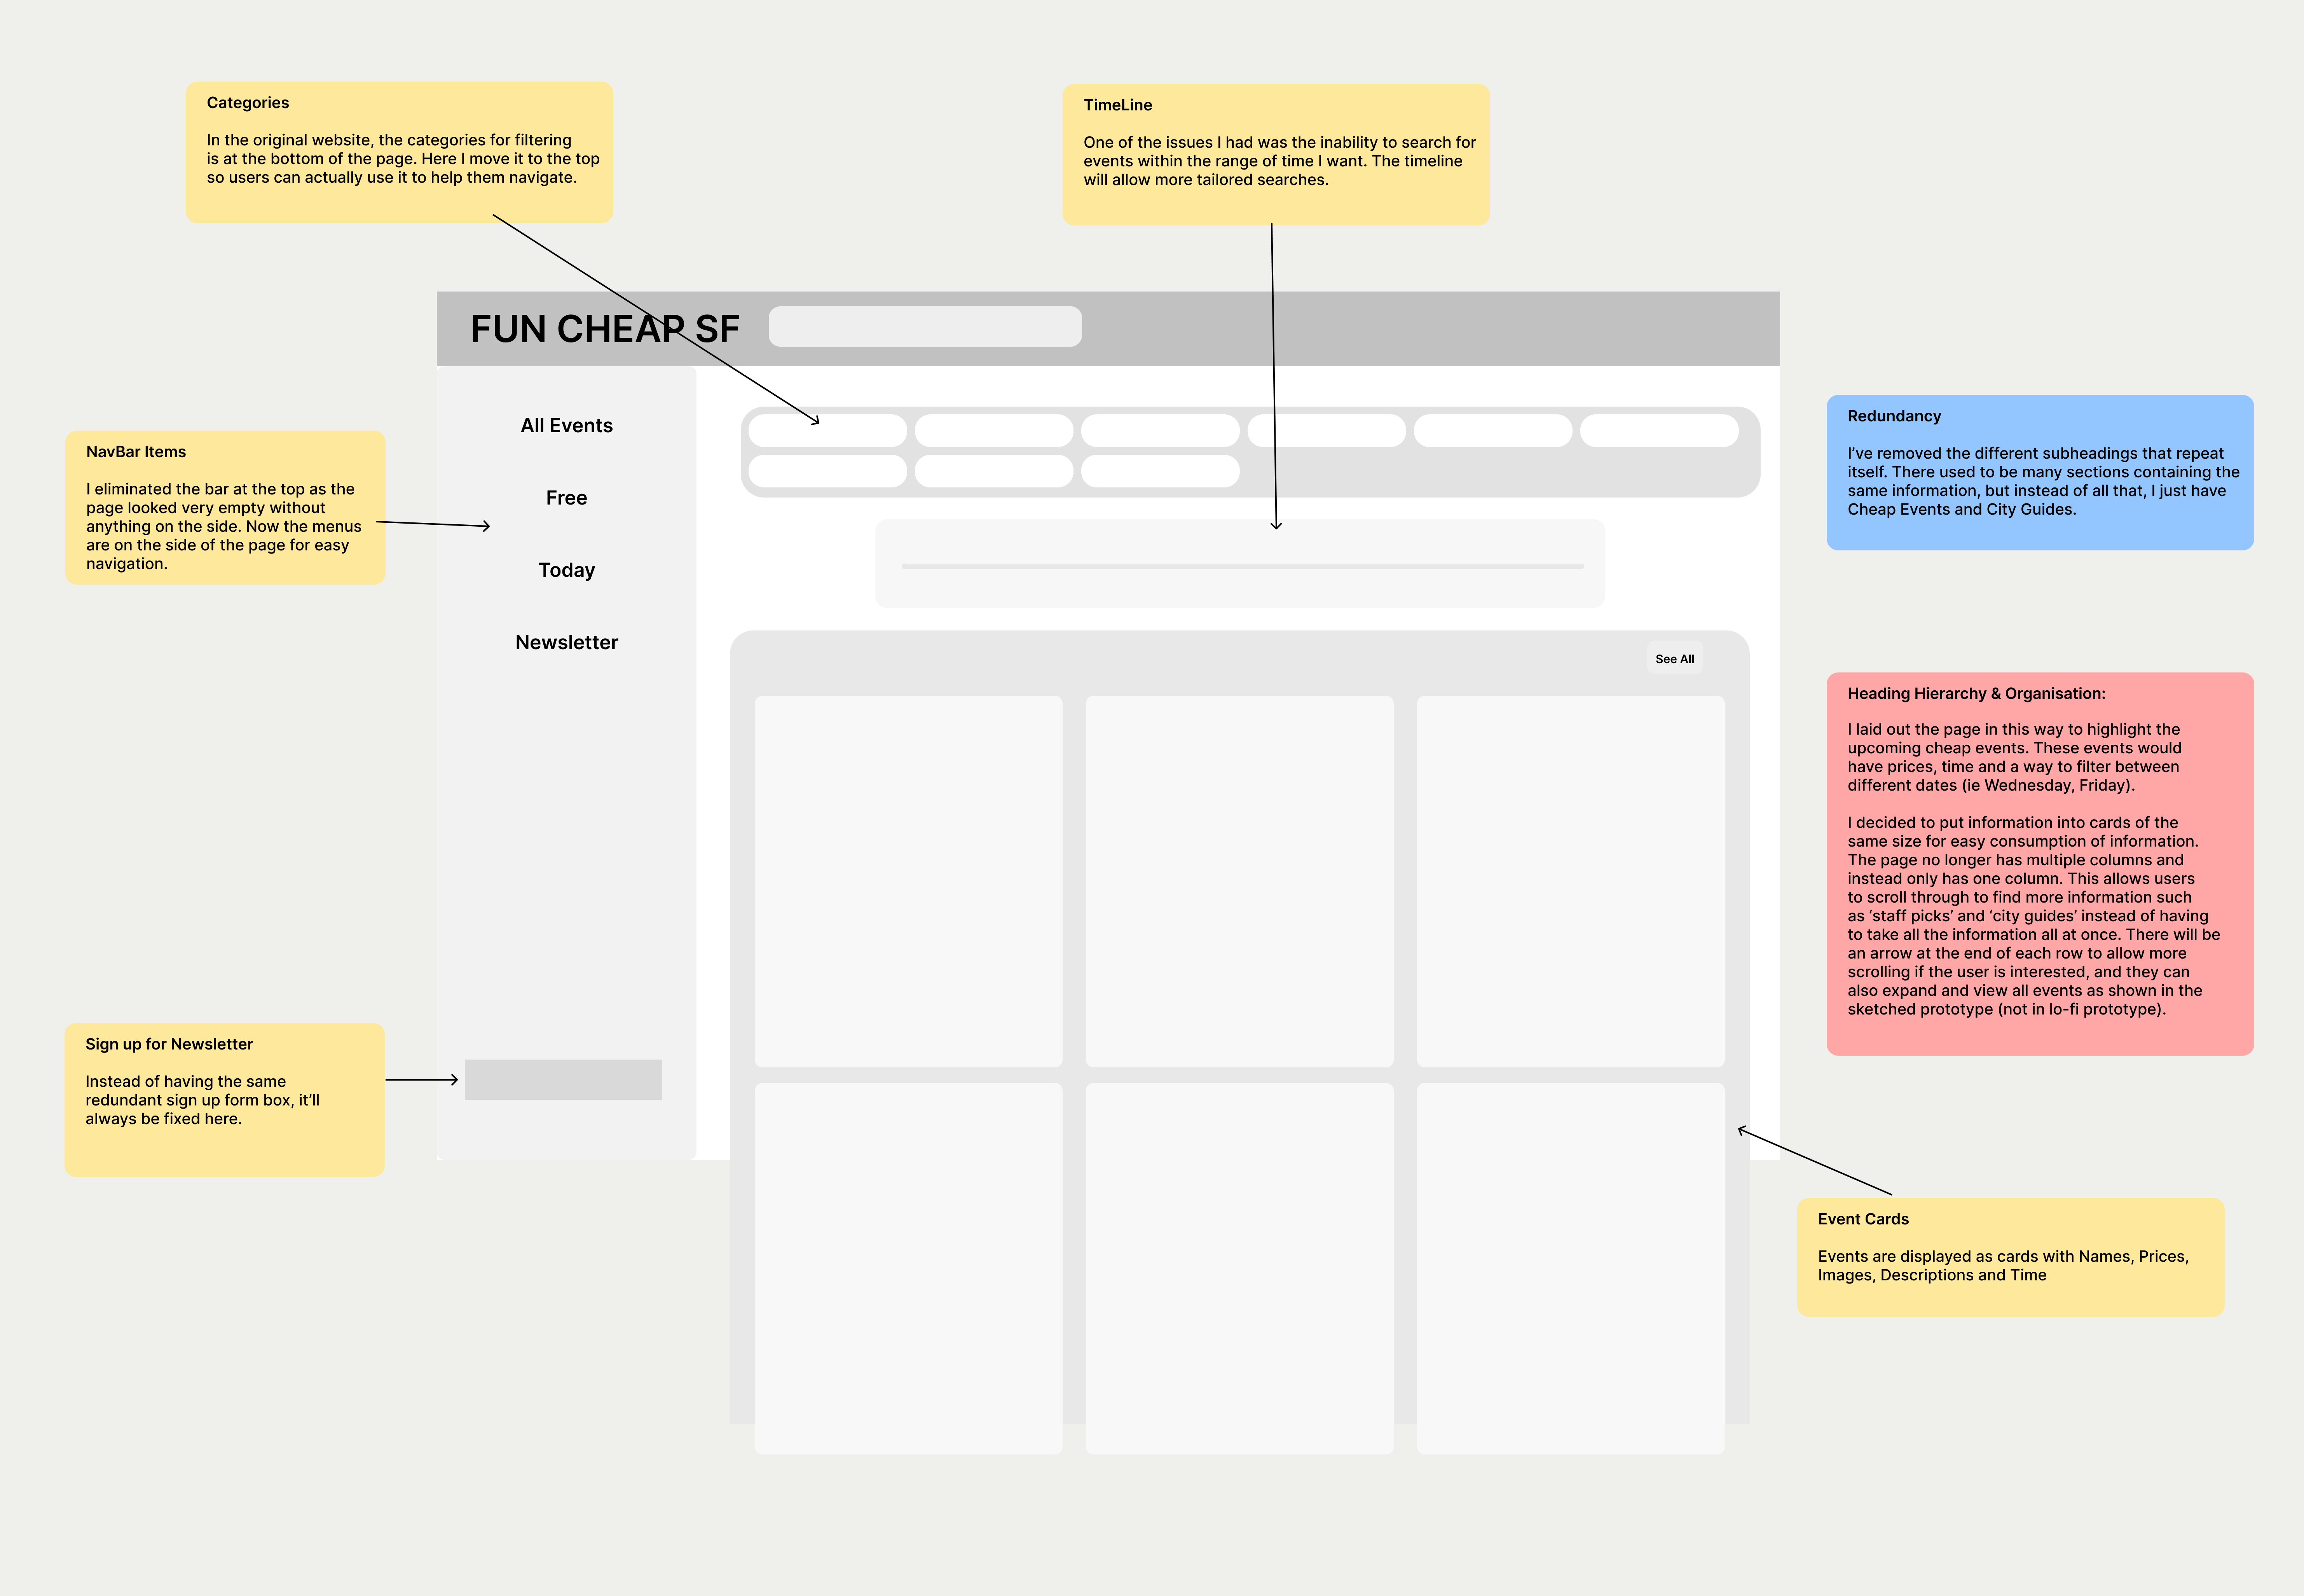 Categories
In the original website, the categories for filtering
is at the bottom of the page. Here I move it to the top
so users can actually use it to help them navigate.
TimeLine
One of the issues I had was the inability to search for
events within the range of time I want. The timeline
will allow more tailored searches.
FUN CHEAP SF
All Events
Free
Today
Newsletter
See All
NavBar Items
I eliminated the bar at the top as the
page looked very empty without
anything on the side. Now the menus
are on the side of the page for easy
navigation.
Redundancy
I’ve removed the different subheadings that repeat
itself. There used to be many sections containing the
same information, but instead of all that, I just have
Cheap Events and City Guides.
Heading Hierarchy & Organisation:
I laid out the page in this way to highlight the
upcoming cheap events. These events would
have prices, time and a way to filter between
different dates (ie Wednesday, Friday).
I decided to put information into cards of the
same size for easy consumption of information.
The page no longer has multiple columns and
instead only has one column. This allows users
to scroll through to find more information such
as ‘staff picks’ and ‘city guides’ instead of having
to take all the information all at once. There will be
an arrow at the end of each row to allow more
scrolling if the user is interested, and they can
also expand and view all events as shown in the
sketched prototype (not in lo-fi prototype).
Sign up for Newsletter
Instead of having the same
redundant sign up form box, it’ll
always be fixed here.
Event Cards
Events are displayed as cards with Names, Prices,
Images, Descriptions and Time